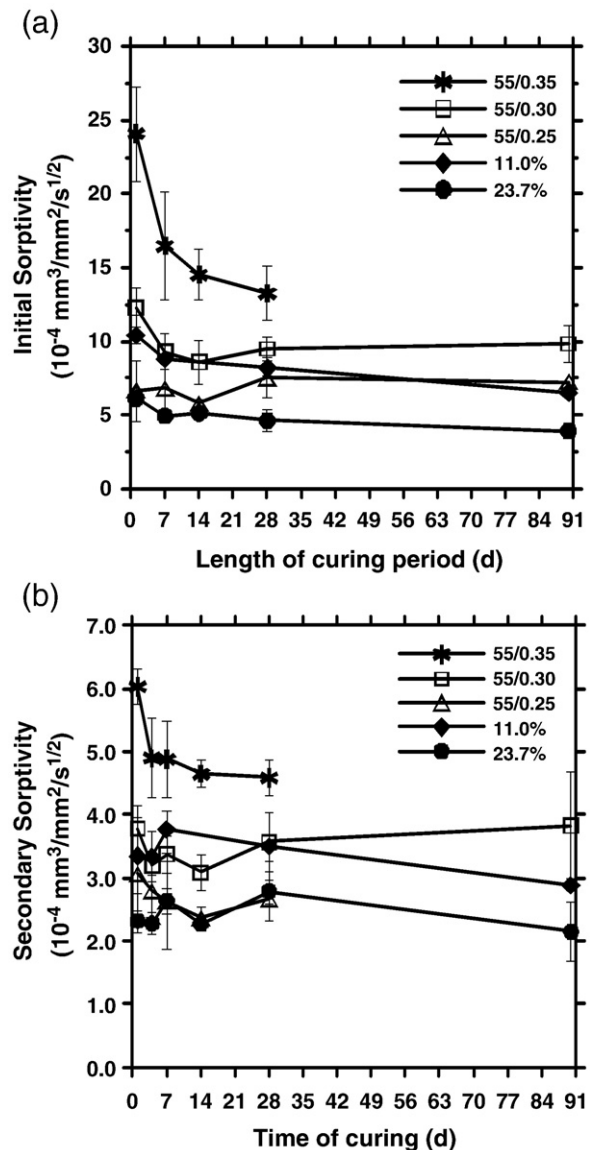 (a)
30
25
20
15
10
5
0
Initial Sorptivity
(10⁻⁴ mm³/mm²/s¹/²)
55/0.35
55/0.30
55/0.25
11.0%
23.7%
0 7 14 21 28 35 42 49 56 63 70 77 84 91
Length of curing period (d)
(b)
7.0
6.0
5.0
4.0
3.0
2.0
1.0
0.0
Secondary Sorptivity
(10⁻⁴ mm³/mm²/s¹/²)
55/0.35
55/0.30
55/0.25
11.0%
23.7%
0 7 14 21 28 35 42 49 56 63 70 77 84 91
Time of curing (d)